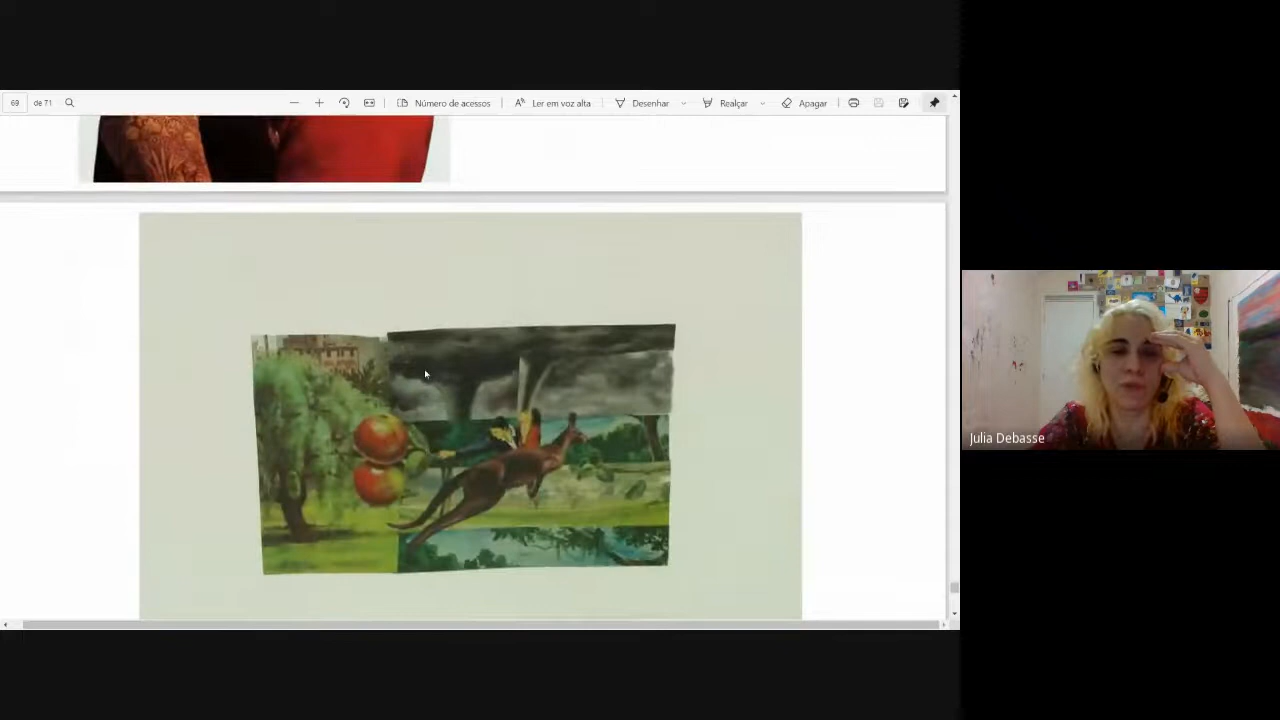 69 de 71 Número de acessos Ler em voz alta Desenhar Realçar Apagar
Julia Debasse